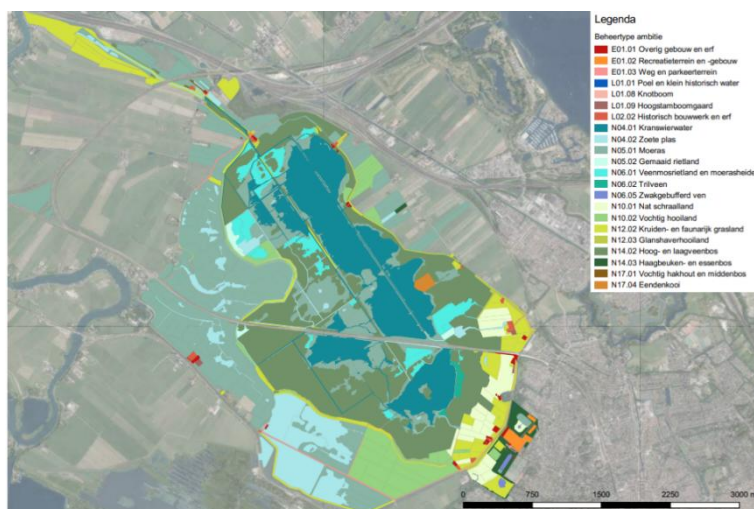 Legenda
Beheertype ambitie
E01.01 Overig gebouw en erf
E01.02 Recreatieterrein en -gebouw
E01.03 Weg en parkeerterrein
L01.01 Poel en klein historisch water
L01.08 Knotboom
L01.09 Hoogstamboomgaard
L02.02 Historisch bouwwerk en erf
N04.01 Kranswierwater
N04.02 Zoete plas
N05.01 Moeras
N05.02 Gemaaid rietland
N06.01 Veenmosrietland en moerasheide
N06.02 Trilveen
N06.05 Zwakgebufferd ven
N10.01 Nat schraalland
N10.02 Vochtig hooiland
N12.02 Kruiden- en faunarijk grasland
N12.03 Glanshaverhooiland
N14.02 Hoog- en laagveenbos
N14.03 Haagbeuken- en essenbos
N17.01 Vochtig hakhout en middenbos
N17.04 Eendenkooi
0 750 1500 2250 3000 m